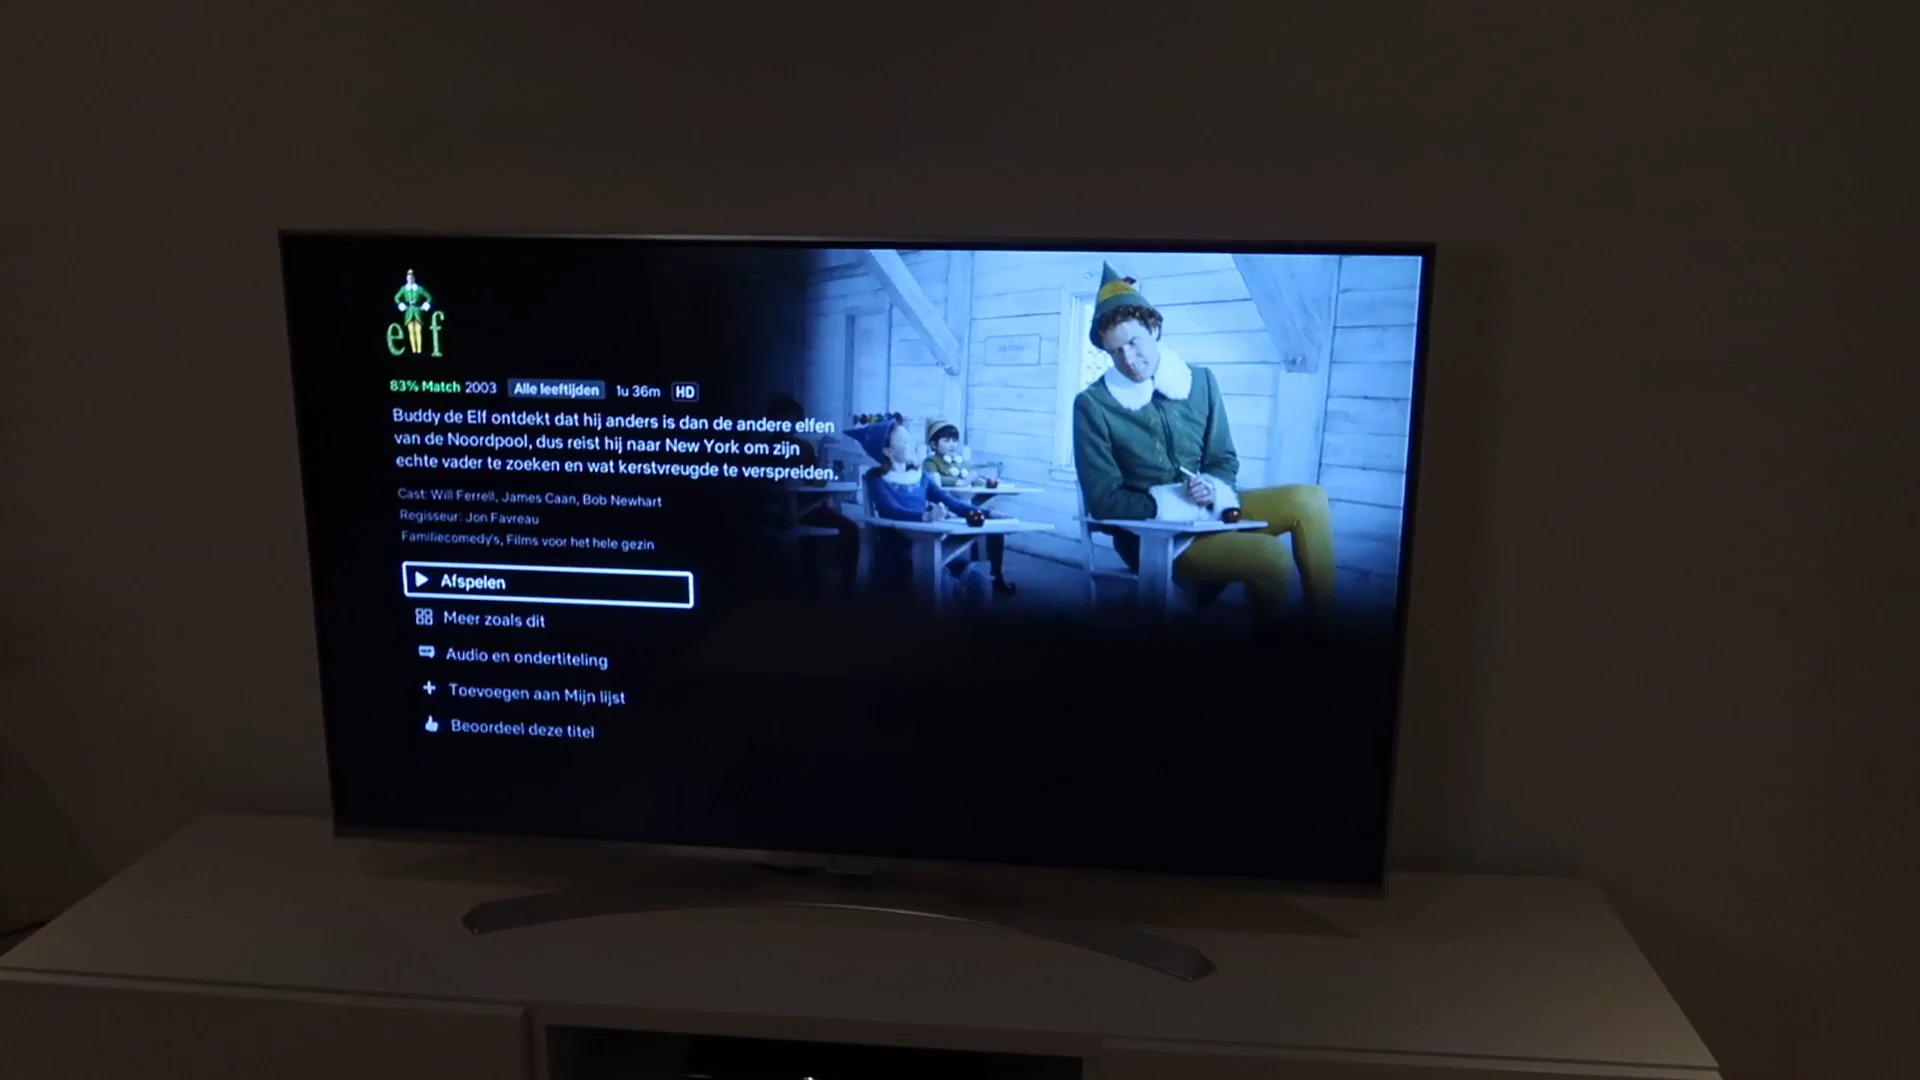 elf
83% Match 2003 Alle leeftijden 1u 36m HD
Buddy de Elf ontdekt dat hij anders is dan de andere elfen
van de Noordpool, dus reist hij naar New York om zijn
echte vader te zoeken en wat kerstvreugde te verspreiden.
Cast: Will Ferrell, James Caan, Bob Newhart
Regisseur: Jon Favreau
Familiecomedy's, Films voor het hele gezin
Afspelen
Meer zoals dit
Audio en ondertiteling
Toevoegen aan Mijn lijst
Beoordeel deze titel